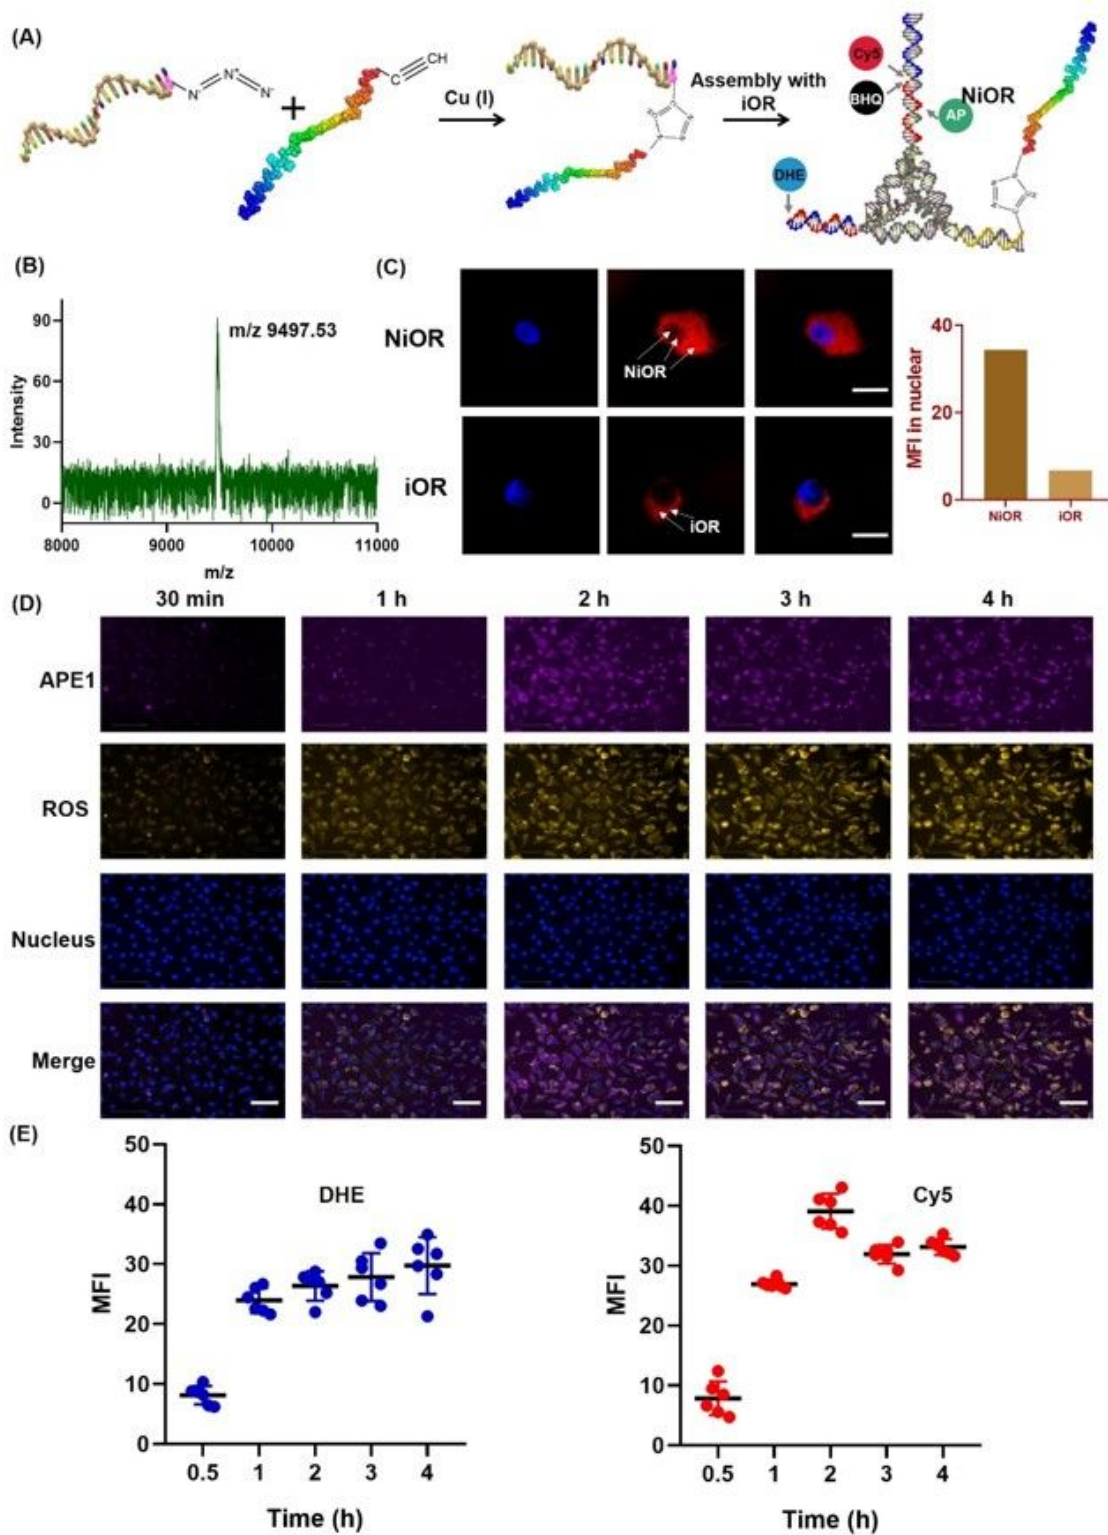 (A)
N
N⁺
N⁻
+
C
CH
Cu (I)
Assembly with
iOR
Cy5
BHQ
AP
NiOR
DHE
(B)
m/z 9497.53
Intensity
90
60
30
0
8000
9000
10000
11000
m/z
(C)
NiOR
NiOR
iOR
iOR
MFI in nuclear
40
20
0
NiOR
iOR
(D)
30 min
1 h
2 h
3 h
4 h
APE1
ROS
Nucleus
Merge
(E)
DHE
MFI
50
40
30
20
10
0
0.5
1
2
3
4
Time (h)
Cy5
MFI
50
40
30
20
10
0
0.5
1
2
3
4
Time (h)